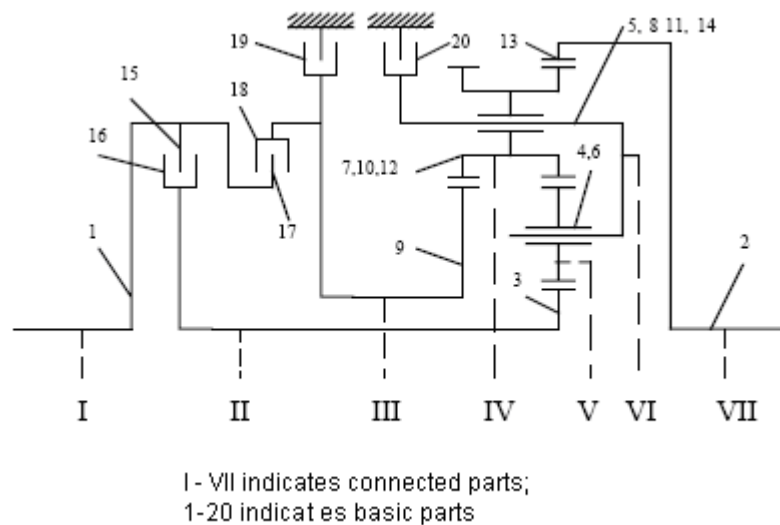 19
20
13
5, 8 11, 14
15
18
16
7,10,12
4,6
17
1
9
3
2
I
II
III
IV
V
VI
VII
I - VII indicates connected parts;
1-20 indicat es basic parts